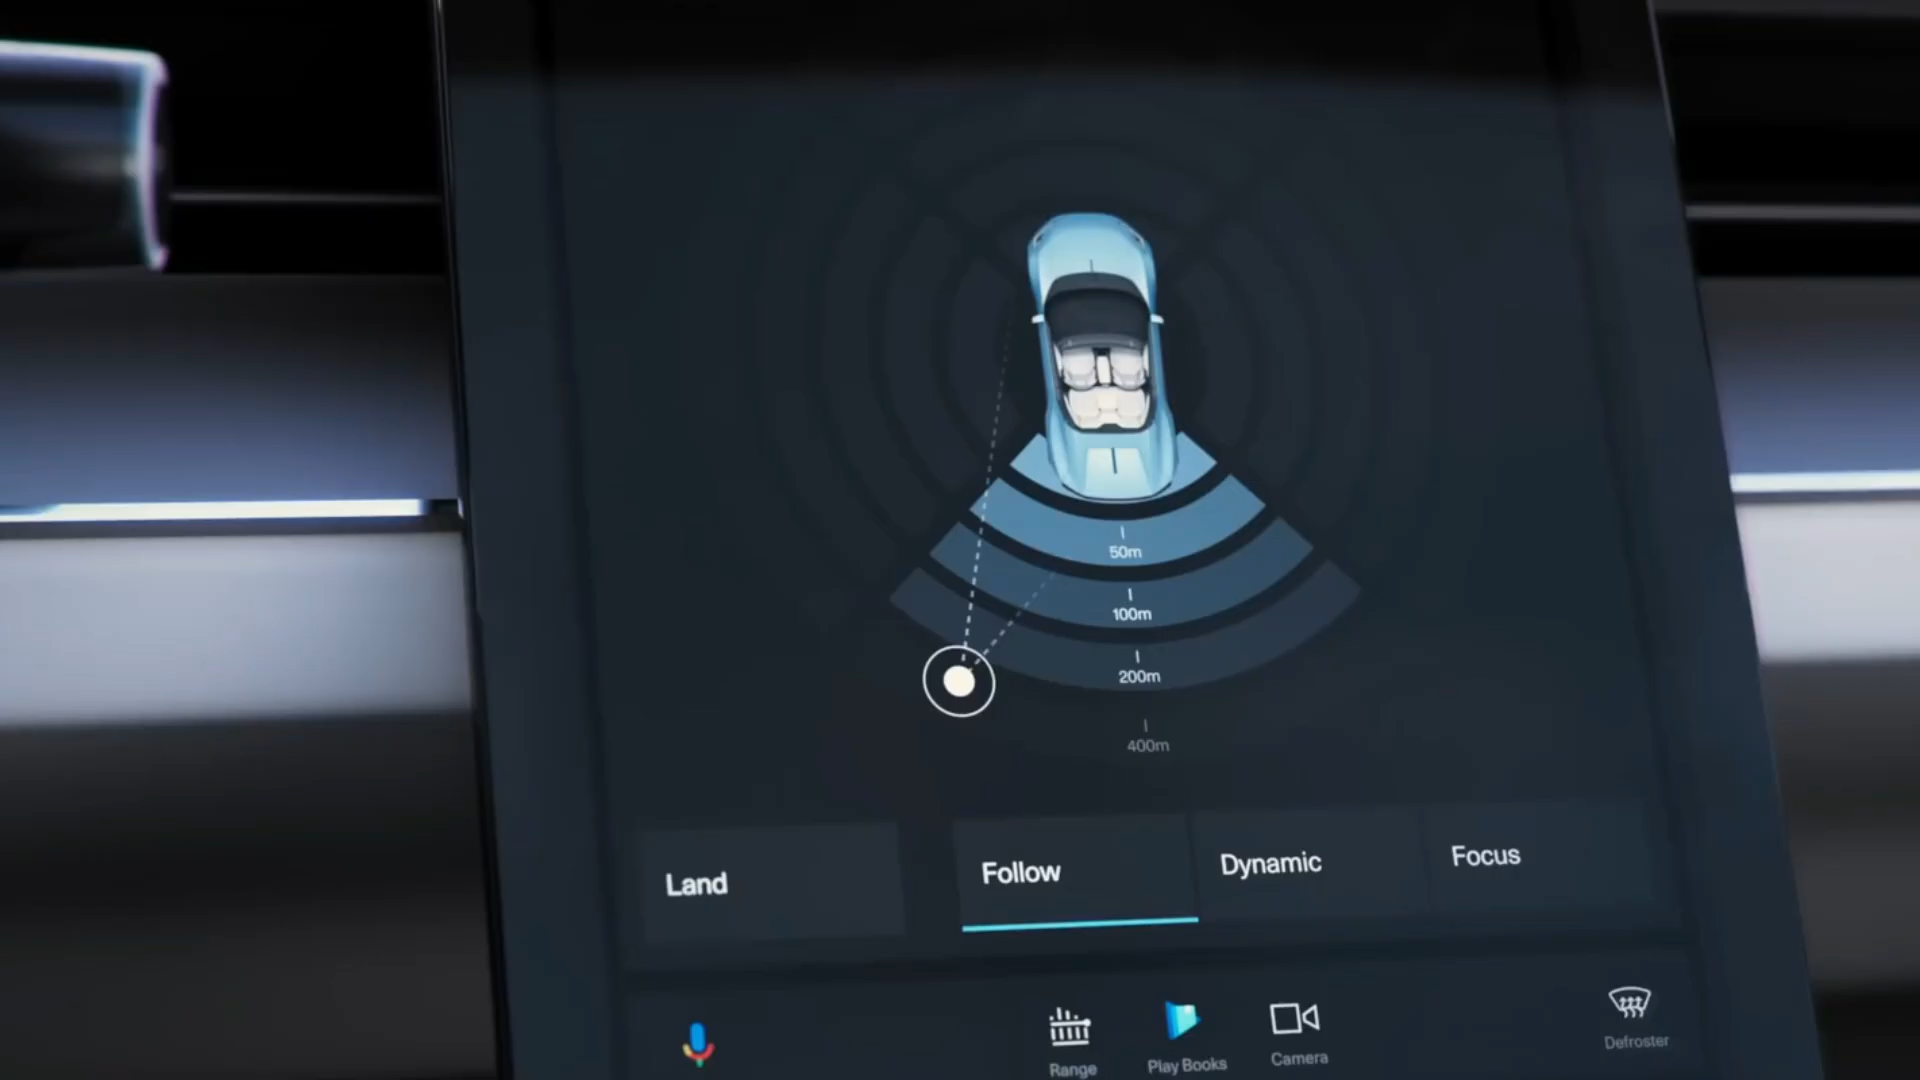 50m
100m
200m
400m
Land
Follow
Dynamic
Focus
Range
Play Books
Camera
Defroster